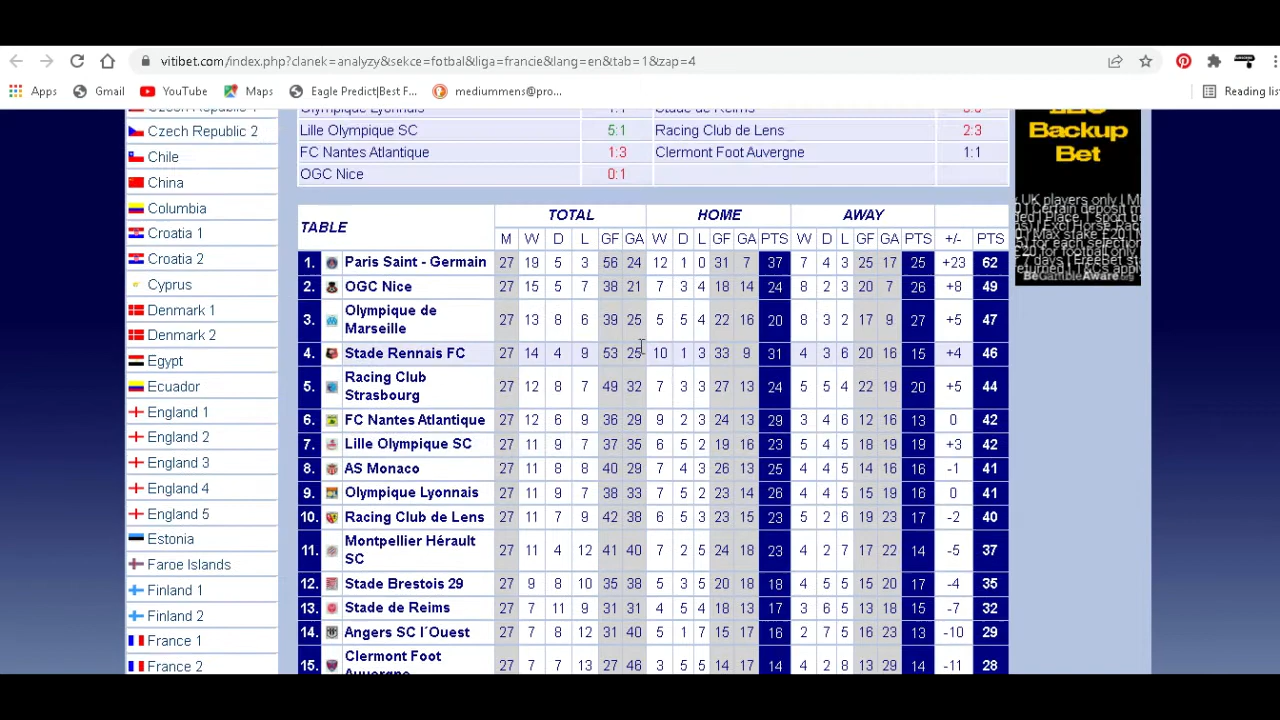 vitibet.com/index.php?clanek=analyzy&sekce=fotbal&liga=francie&lang=en&tab=1&zap=4
Apps Gmail YouTube Maps Eagle Predict|Best F... mediummens@pro... Reading list
Czech Republic 1
Czech Republic 2
Chile
China
Columbia
Croatia 1
Croatia 2
Cyprus
Denmark 1
Denmark 2
Egypt
Ecuador
England 1
England 2
England 3
England 4
England 5
Estonia
Faroe Islands
Finland 1
Finland 2
France 1
France 2
Olympique Lyonnais 1:1 Stade de Reims
Lille Olympique SC 5:1 Racing Club de Lens 2:3
FC Nantes Atlantique 1:3 Clermont Foot Auvergne 1:1
OGC Nice 0:1
TABLE TOTAL HOME AWAY
M W D L GF GA W D L GF GA PTS W D L GF GA PTS +/- PTS
1. Paris Saint - Germain 27 19 5 3 56 24 12 1 0 31 7 37 7 4 3 25 17 25 +23 62
2. OGC Nice 27 15 5 7 38 21 7 3 4 18 14 24 8 2 3 20 7 26 +8 49
3. Olympique de
Marseille 27 13 8 6 39 25 5 5 4 22 16 20 8 3 2 17 9 27 +5 47
4. Stade Rennais FC 27 14 4 9 53 25 10 1 3 33 9 31 4 3 6 20 16 15 +4 46
5. Racing Club
Strasbourg 27 12 8 7 49 32 7 3 3 27 13 24 5 5 4 22 19 20 +5 44
6. FC Nantes Atlantique 27 12 6 9 36 29 9 2 3 24 13 29 3 4 6 12 16 13 0 42
7. Lille Olympique SC 27 11 9 7 37 35 6 5 2 19 16 23 5 4 5 18 19 19 +3 42
8. AS Monaco 27 11 8 8 40 29 7 4 3 26 13 25 4 4 5 14 16 16 -1 41
9. Olympique Lyonnais 27 11 9 7 38 33 7 5 2 23 14 26 4 4 5 15 19 16 0 41
10. Racing Club de Lens 27 11 7 9 42 38 6 5 3 23 15 23 5 2 6 19 23 17 -2 40
11. Montpellier Hérault
SC 27 11 4 12 41 40 7 2 5 24 18 23 4 2 7 17 22 14 -5 37
12. Stade Brestois 29 27 9 8 10 35 38 5 3 5 20 18 18 4 5 5 15 20 17 -4 35
13. Stade de Reims 27 7 11 9 31 31 4 5 4 18 13 17 3 6 5 13 18 15 -7 32
14. Angers SC l´Ouest 27 7 8 12 31 40 5 1 7 15 17 16 2 7 5 16 23 13 -10 29
15. Clermont Foot
Auvergne 27 7 7 13 27 46 3 5 5 14 17 14 4 2 8 13 29 14 -11 28
Backup
Bet
BeGambleAware.org